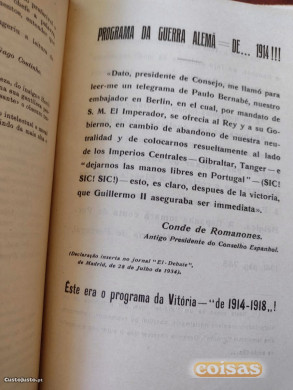 PROGRAMA DA GUERRA ALEMÃ — DE... 1914!!!
«Dato, presidente de Consejo, me llamó para
leer-me un telegrama de Paulo Bernabé, nuestro
embajador en Berlin, en el cual, por mandato de
S. M. El Imperador, se ofrecia al Rey y a su Go-
bierno, en cambio de abandono de nuestra neu-
tralidad y de colocarnos resueltamente al lado
de los Imperios Centrales — Gibraltar, Tanger — e
"dejarnos las manos libres en Portugal" — (SIC!
SIC! SIC!) — esto, es claro, despues de la victoria,
que Guillermo II aseguraba ser immediata».
Conde de Romanones.
Antigo Presidente do Conselho Espanhol.
(Declaração inserta no jornal "El-Debate",
de Madrid, de 28 de Julho de 1934).
Éste era o programa da Vitória — "de 1914-1918"..!
CustoJusto.pt
coisas